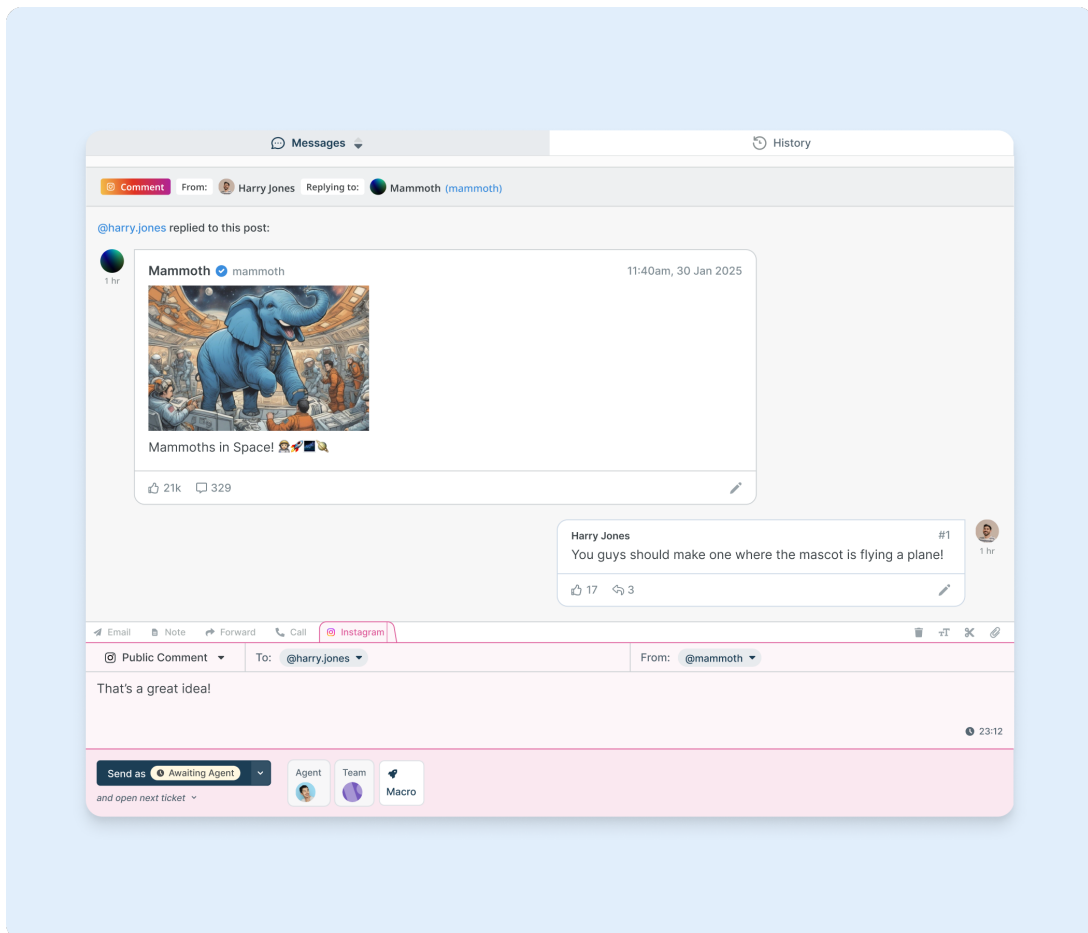 Messages
History
Comment From: Harry Jones Replying to: Mammoth (mammoth)
@harry.jones replied to this post:
1 hr
Mammoth mammoth 11:40am, 30 Jan 2025
Mammoths in Space! 👩🏽‍🚀🚀🌌🪐
21k 329
Harry Jones #1
You guys should make one where the mascot is flying a plane!
1 hr
17 3
Email Note Forward Call Instagram
Public Comment To: @harry.jones From: @mammoth
That's a great idea!
23:12
Send as Awaiting Agent
and open next ticket
Agent Team Macro